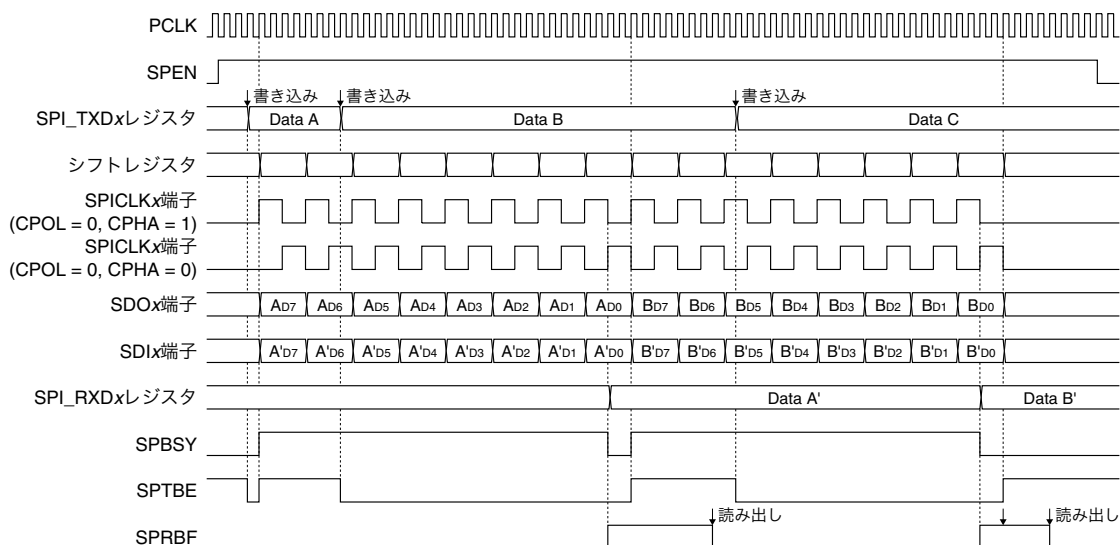 PCLK
SPEN
書き込み 書き込み 書き込み
SPI_TXDxレジスタ Data A Data B Data C
シフトレジスタ
SPICLKx端子
(CPOL = 0, CPHA = 1)
SPICLKx端子
(CPOL = 0, CPHA = 0)
SDOx端子 AD7 AD6 AD5 AD4 AD3 AD2 AD1 AD0 BD7 BD6 BD5 BD4 BD3 BD2 BD1 BD0
SDIx端子 A'D7 A'D6 A'D5 A'D4 A'D3 A'D2 A'D1 A'D0 B'D7 B'D6 B'D5 B'D4 B'D3 B'D2 B'D1 B'D0
SPI_RXDxレジスタ Data A' Data B'
SPBSY
SPTBE
読み出し 読み出し
SPRBF